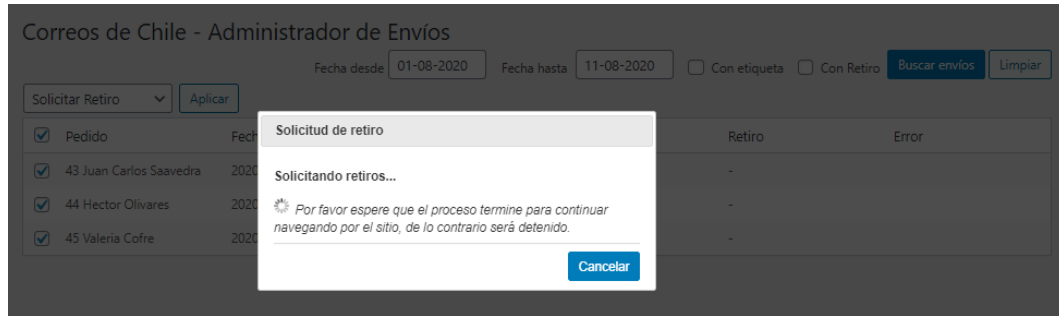 Correos de Chile - Administrador de Envíos
Fecha desde 01-08-2020 Fecha hasta 11-08-2020 Con etiqueta Con Retiro Buscar envíos Limpiar
Solicitar Retiro Aplicar
Pedido Fech Retiro Error
43 Juan Carlos Saavedra 2020 -
44 Hector Olivares 2020 -
45 Valeria Cofre 2020 -
Solicitud de retiro
Solicitando retiros...
Por favor espere que el proceso termine para continuar
navegando por el sitio, de lo contrario será detenido.
Cancelar